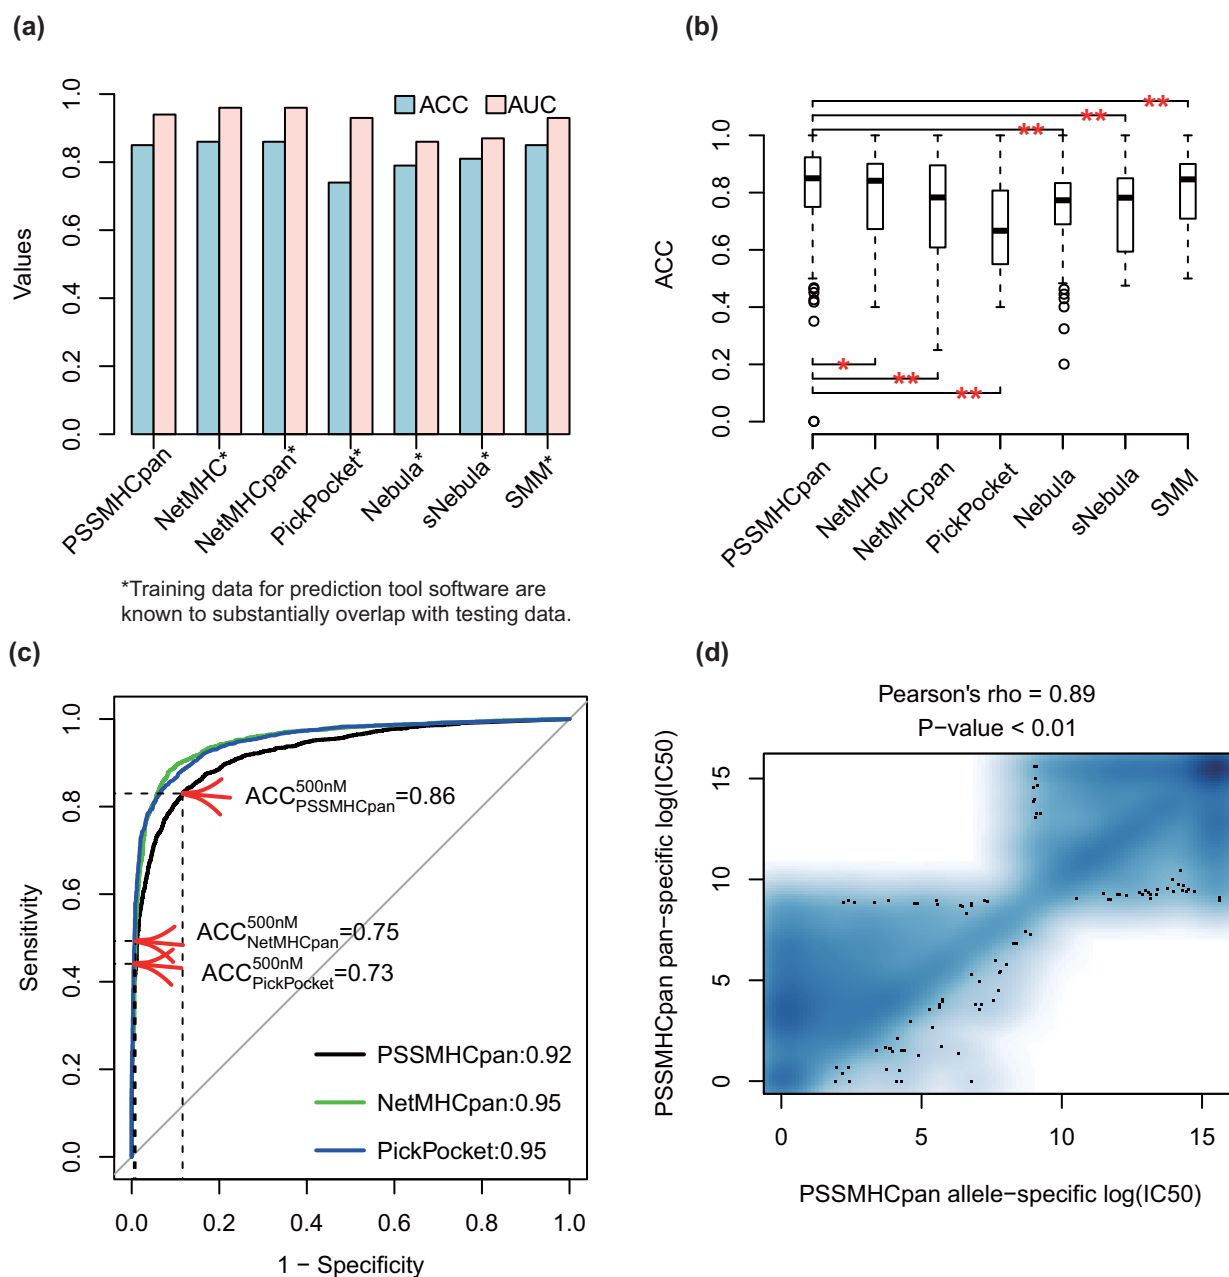 (a)
ACC AUC
Values
0.0 0.2 0.4 0.6 0.8 1.0
PSSMHCpan NetMHC* NetMHCpan* PickPocket* Nebula* sNebula* SMM*
*Training data for prediction tool software are
known to substantially overlap with testing data.
(b)
ACC
0.0 0.2 0.4 0.6 0.8 1.0
**
**
**
*
**
**
PSSMHCpan NetMHC NetMHCpan PickPocket Nebula sNebula SMM
(c)
Sensitivity
0.0 0.2 0.4 0.6 0.8 1.0
ACC500nM PSSMHCpan=0.86
ACC500nM NetMHCpan=0.75
ACC500nM PickPocket=0.73
PSSMHCpan:0.92
NetMHCpan:0.95
PickPocket:0.95
0.0 0.2 0.4 0.6 0.8 1.0
1 − Specificity
(d)
Pearson's rho = 0.89
P−value < 0.01
PSSMHCpan pan−specific log(IC50)
0 5 10 15
0 5 10 15
PSSMHCpan allele−specific log(IC50)